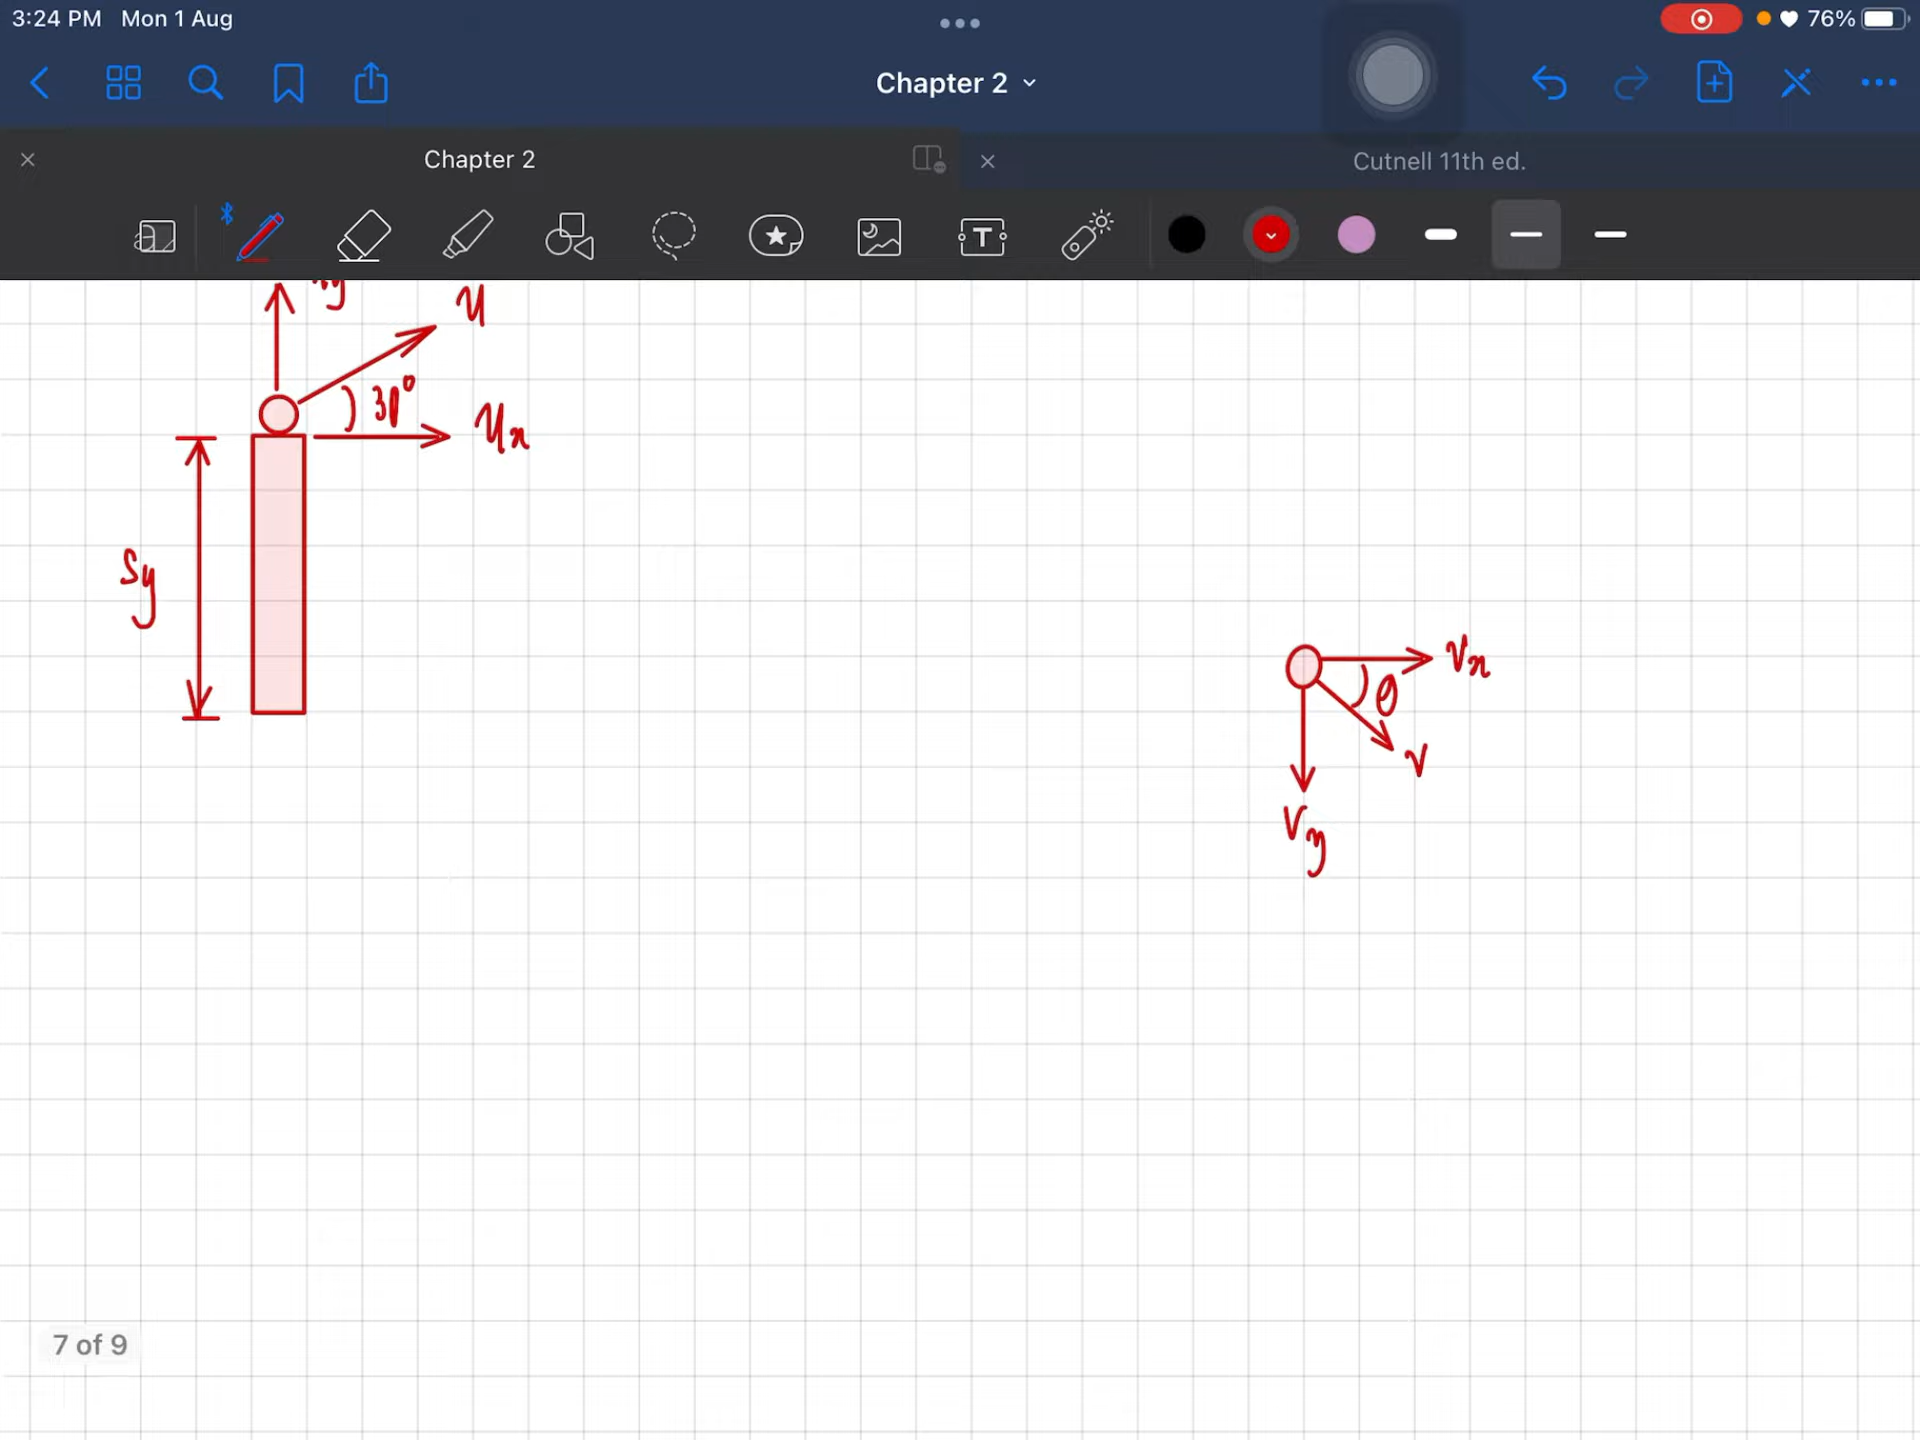 3:24 PM Mon 1 Aug
76%
Chapter 2
Chapter 2
Cutnell 11th ed.
T
u
30°
ux
sy
vx
θ
v
vy
7 of 9